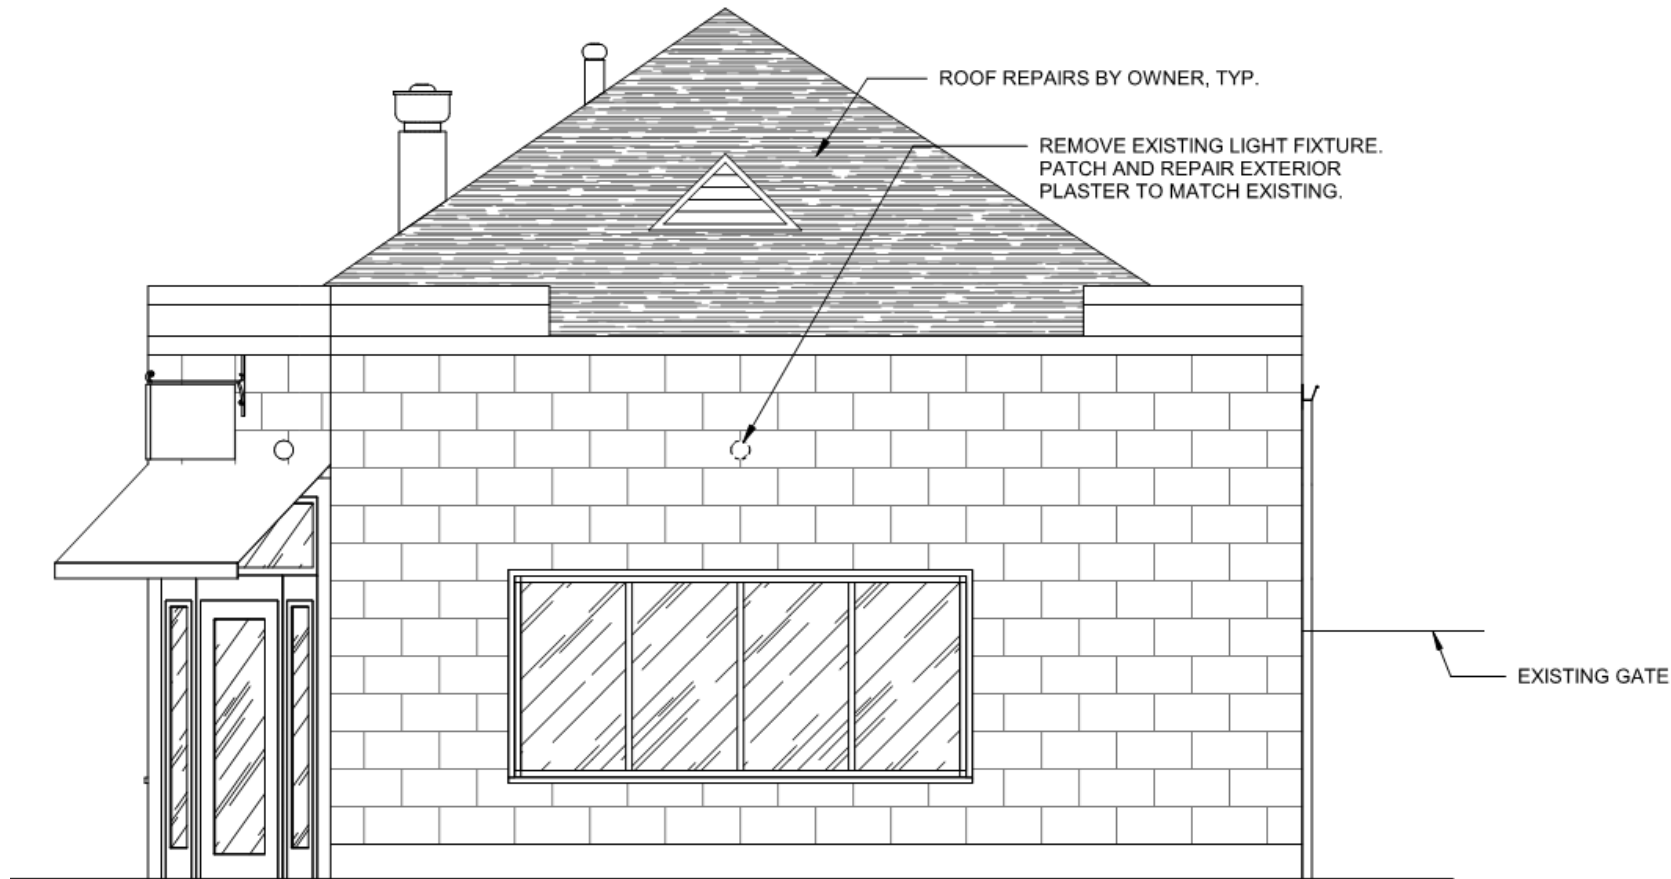 ROOF REPAIRS BY OWNER, TYP.
REMOVE EXISTING LIGHT FIXTURE.
PATCH AND REPAIR EXTERIOR
PLASTER TO MATCH EXISTING.
EXISTING GATE